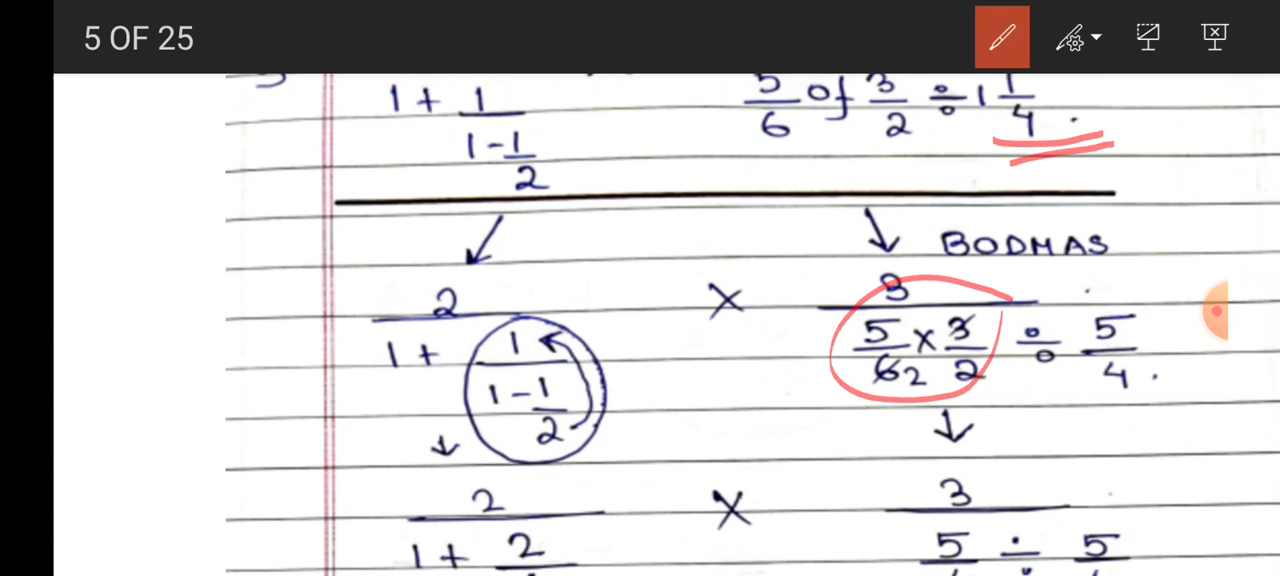 5 OF 25
1 + 1 5/6 of 3/2 ÷ 1 1/4 .
1 - 1
2
BODMAS
2 × 3
1 + 1 5/6 2 × 3/2 ÷ 5/4 .
1 - 1
2
2 × 3
1 + 2 5 ÷ 5